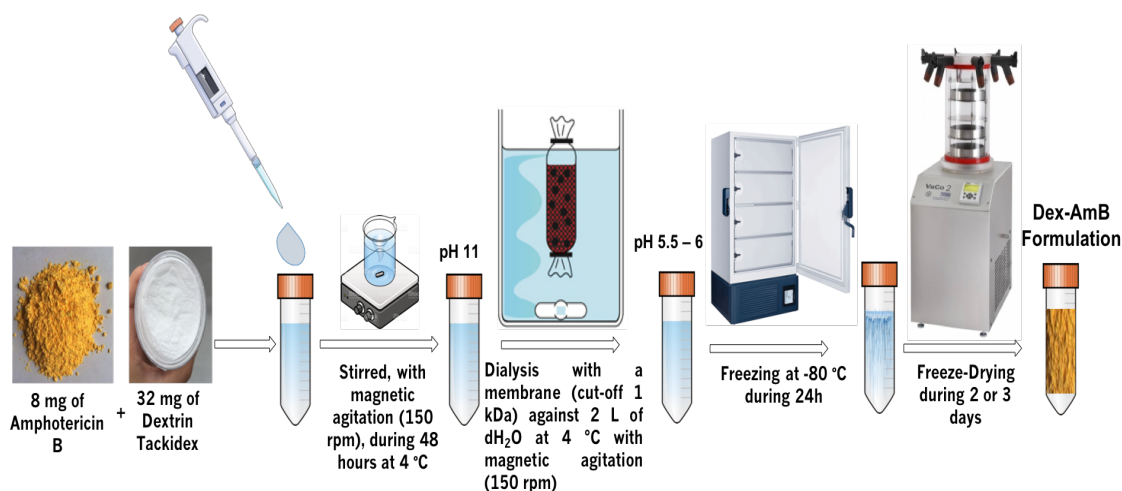 8 mg of
Amphotericin
B
+
32 mg of
Dextrin
Tackidex
Stirred, with
magnetic
agitation (150
rpm), during 48
hours at 4 °C
pH 11
Dialysis with a
membrane (cut-off 1
kDa) against 2 L of
dH₂O at 4 °C with
magnetic agitation
(150 rpm)
pH 5.5 – 6
Freezing at -80 °C
during 24h
VaCo 2
Freeze-Drying
during 2 or 3
days
Dex-AmB
Formulation